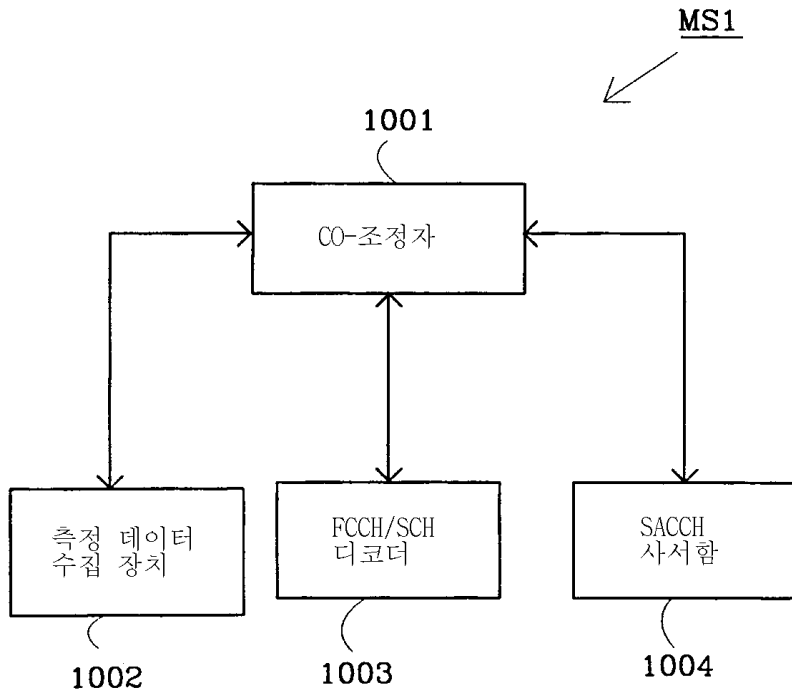 MS1
1001
CO-조정자
측정 데이터
수집 장치
FCCH/SCH
디코더
SACCH
사서함
1002
1003
1004